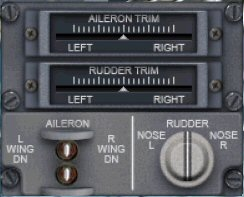 AILERON TRIM
LEFT RIGHT
RUDDER TRIM
LEFT RIGHT
AILERON RUDDER
L WING DN
R WING DN
NOSE L
NOSE R